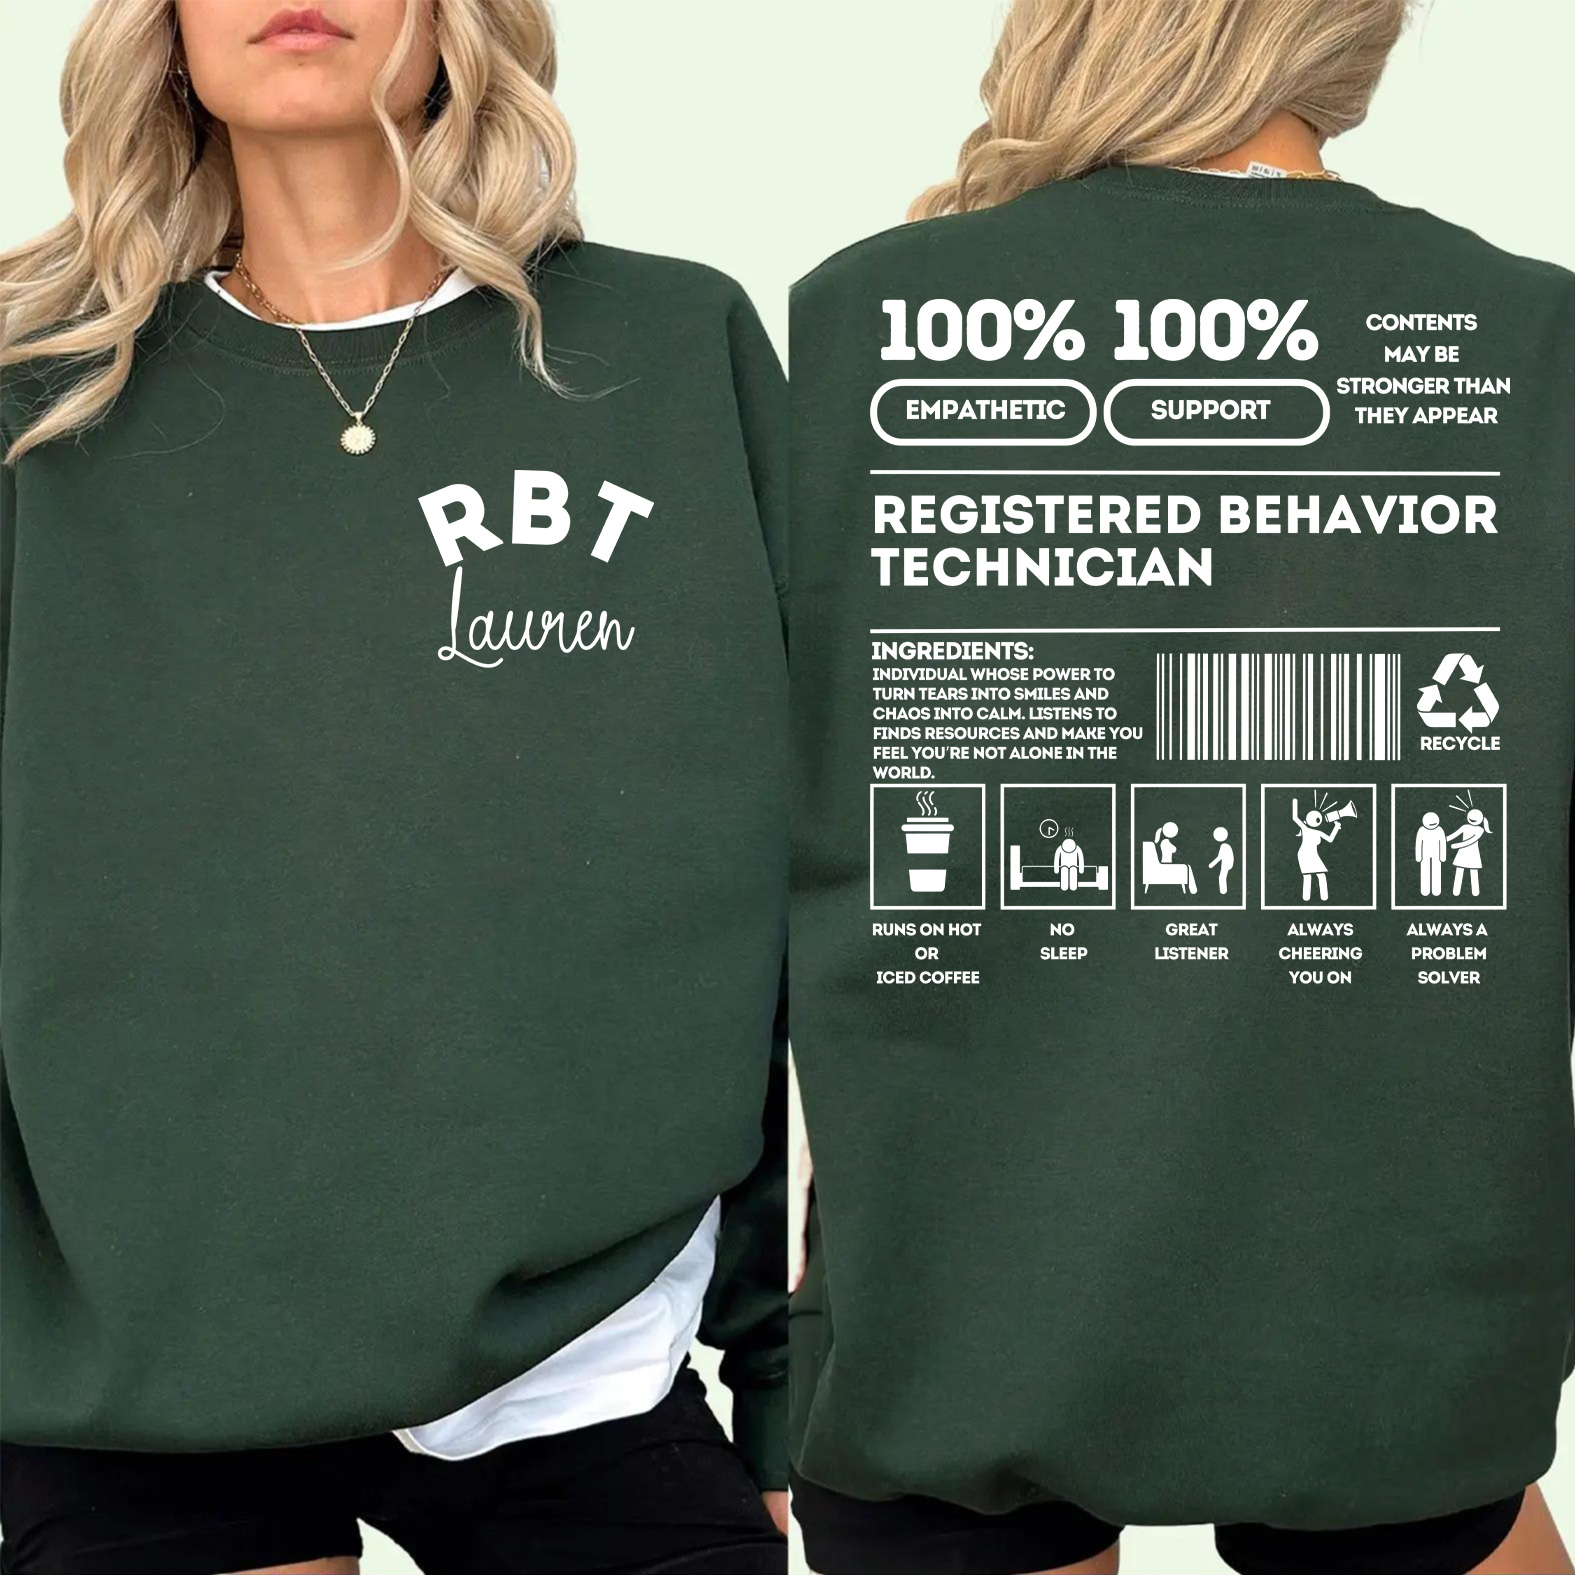 RBT
Lauren
100% 100%
EMPATHETIC
SUPPORT
CONTENTS
MAY BE
STRONGER THAN
THEY APPEAR
REGISTERED BEHAVIOR
TECHNICIAN
INGREDIENTS:
INDIVIDUAL WHOSE POWER TO
TURN TEARS INTO SMILES AND
CHAOS INTO CALM. LISTENS TO
FINDS RESOURCES AND MAKE YOU
FEEL YOU'RE NOT ALONE IN THE
WORLD.
RECYCLE
RUNS ON HOT
OR
ICED COFFEE
NO
SLEEP
GREAT
LISTENER
ALWAYS
CHEERING
YOU ON
ALWAYS A
PROBLEM
SOLVER